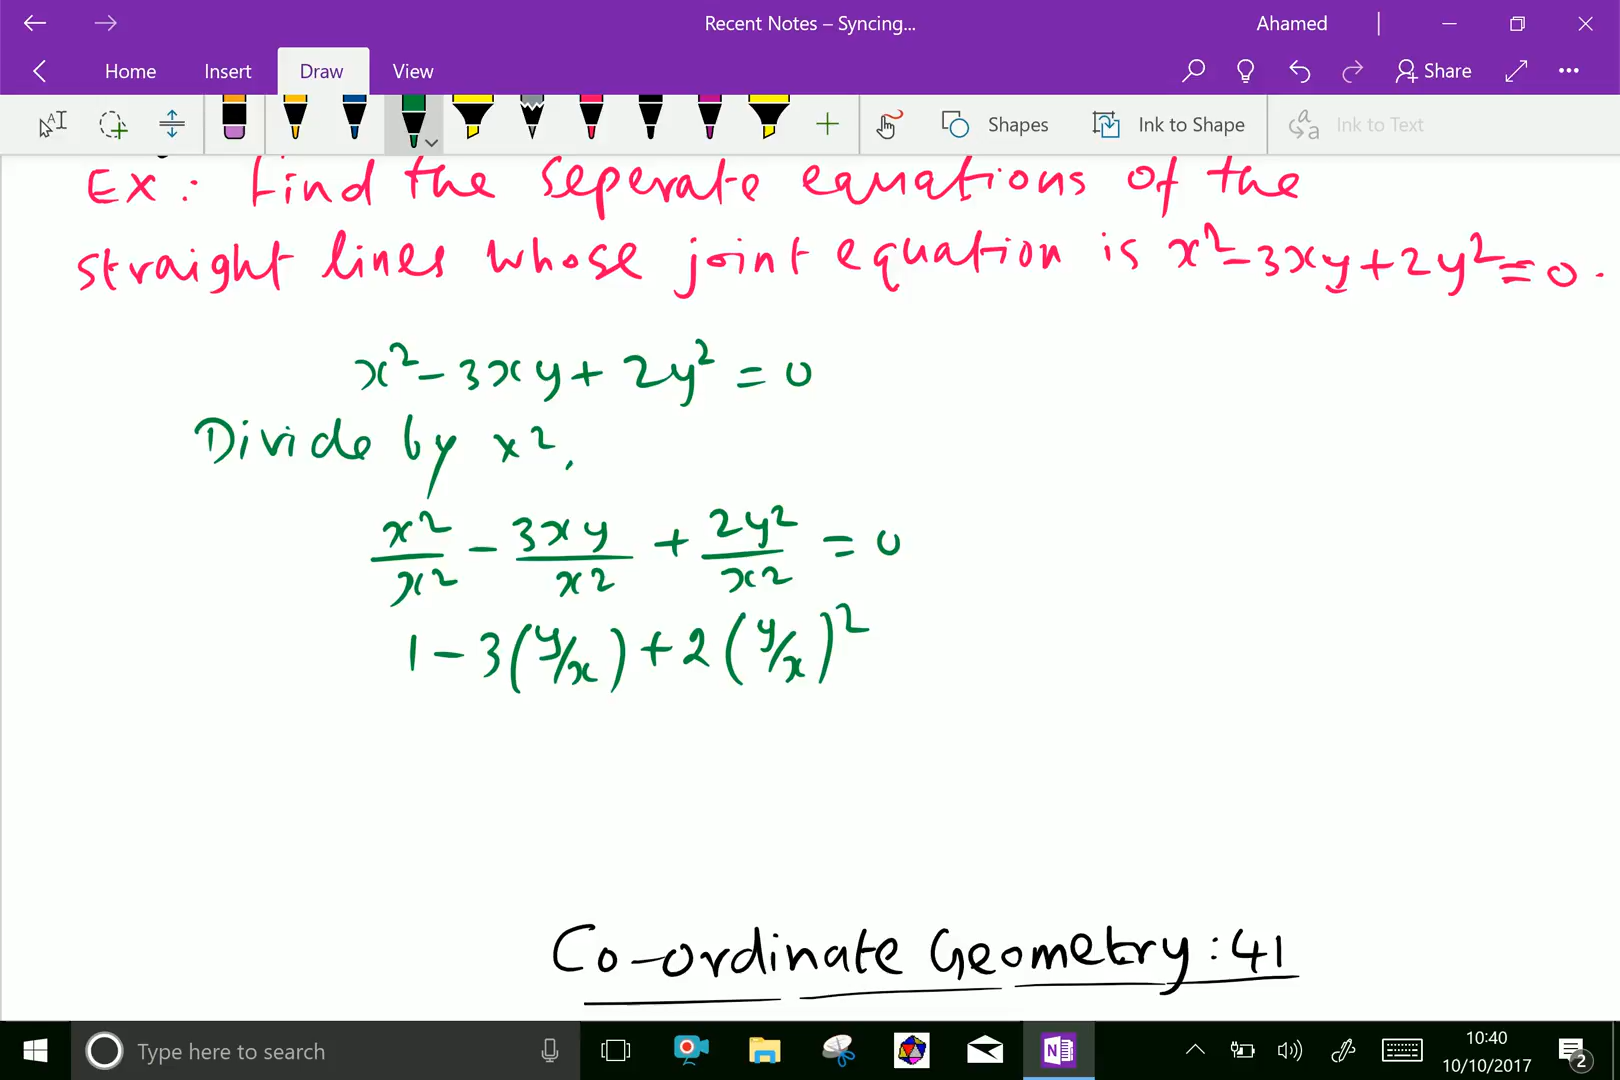 Recent Notes – Syncing...
Ahamed
Home Insert Draw View Share
Shapes Ink to Shape Ink to Text
Ex: Find the seperate equations of the
straight lines whose joint equation is x²-3xy+2y²=0.
x²-3xy+2y²=0
Divide by x²,
x²/x² - 3xy/x² + 2y²/x² = 0
1-3(y/x)+2(y/x)²
Co-ordinate Geometry: 41
Type here to search
10:40
10/10/2017
2